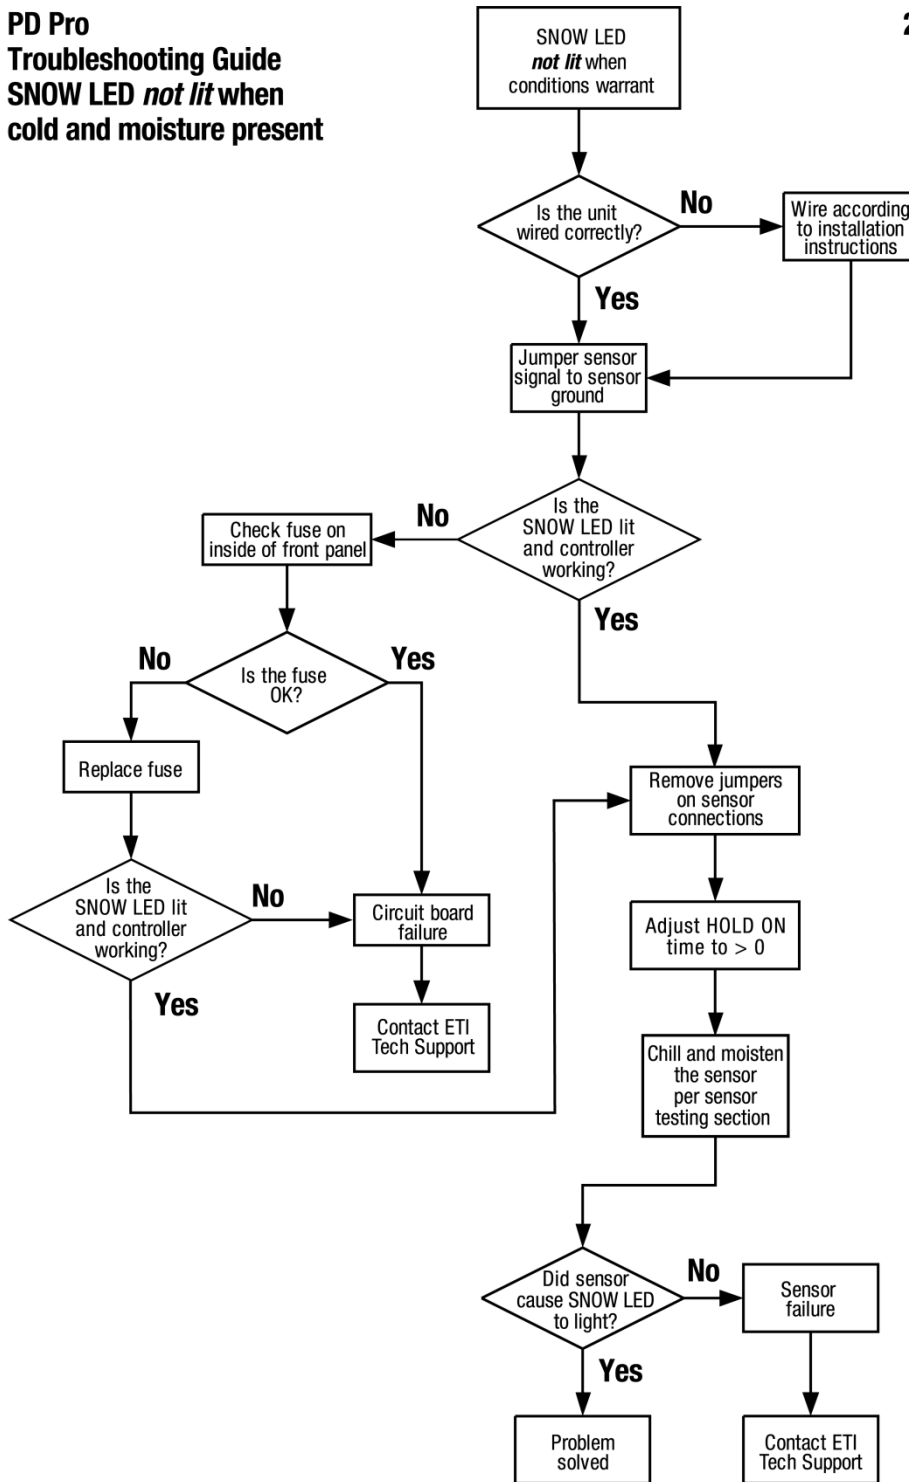 PD Pro
Troubleshooting Guide
SNOW LED not lit when
cold and moisture present
2
SNOW LED
not lit when
conditions warrant
Is the unit
wired correctly?
No
Wire according
to installation
instructions
Yes
Jumper sensor
signal to sensor
ground
Is the
SNOW LED lit
and controller
working?
No
Check fuse on
inside of front panel
Yes
Is the fuse
OK?
No
Yes
Replace fuse
Remove jumpers
on sensor
connections
Is the
SNOW LED lit
and controller
working?
No
Circuit board
failure
Adjust HOLD ON
time to > 0
Yes
Contact ETI
Tech Support
Chill and moisten
the sensor
per sensor
testing section
Did sensor
cause SNOW LED
to light?
No
Sensor
failure
Yes
Problem
solved
Contact ETI
Tech Support